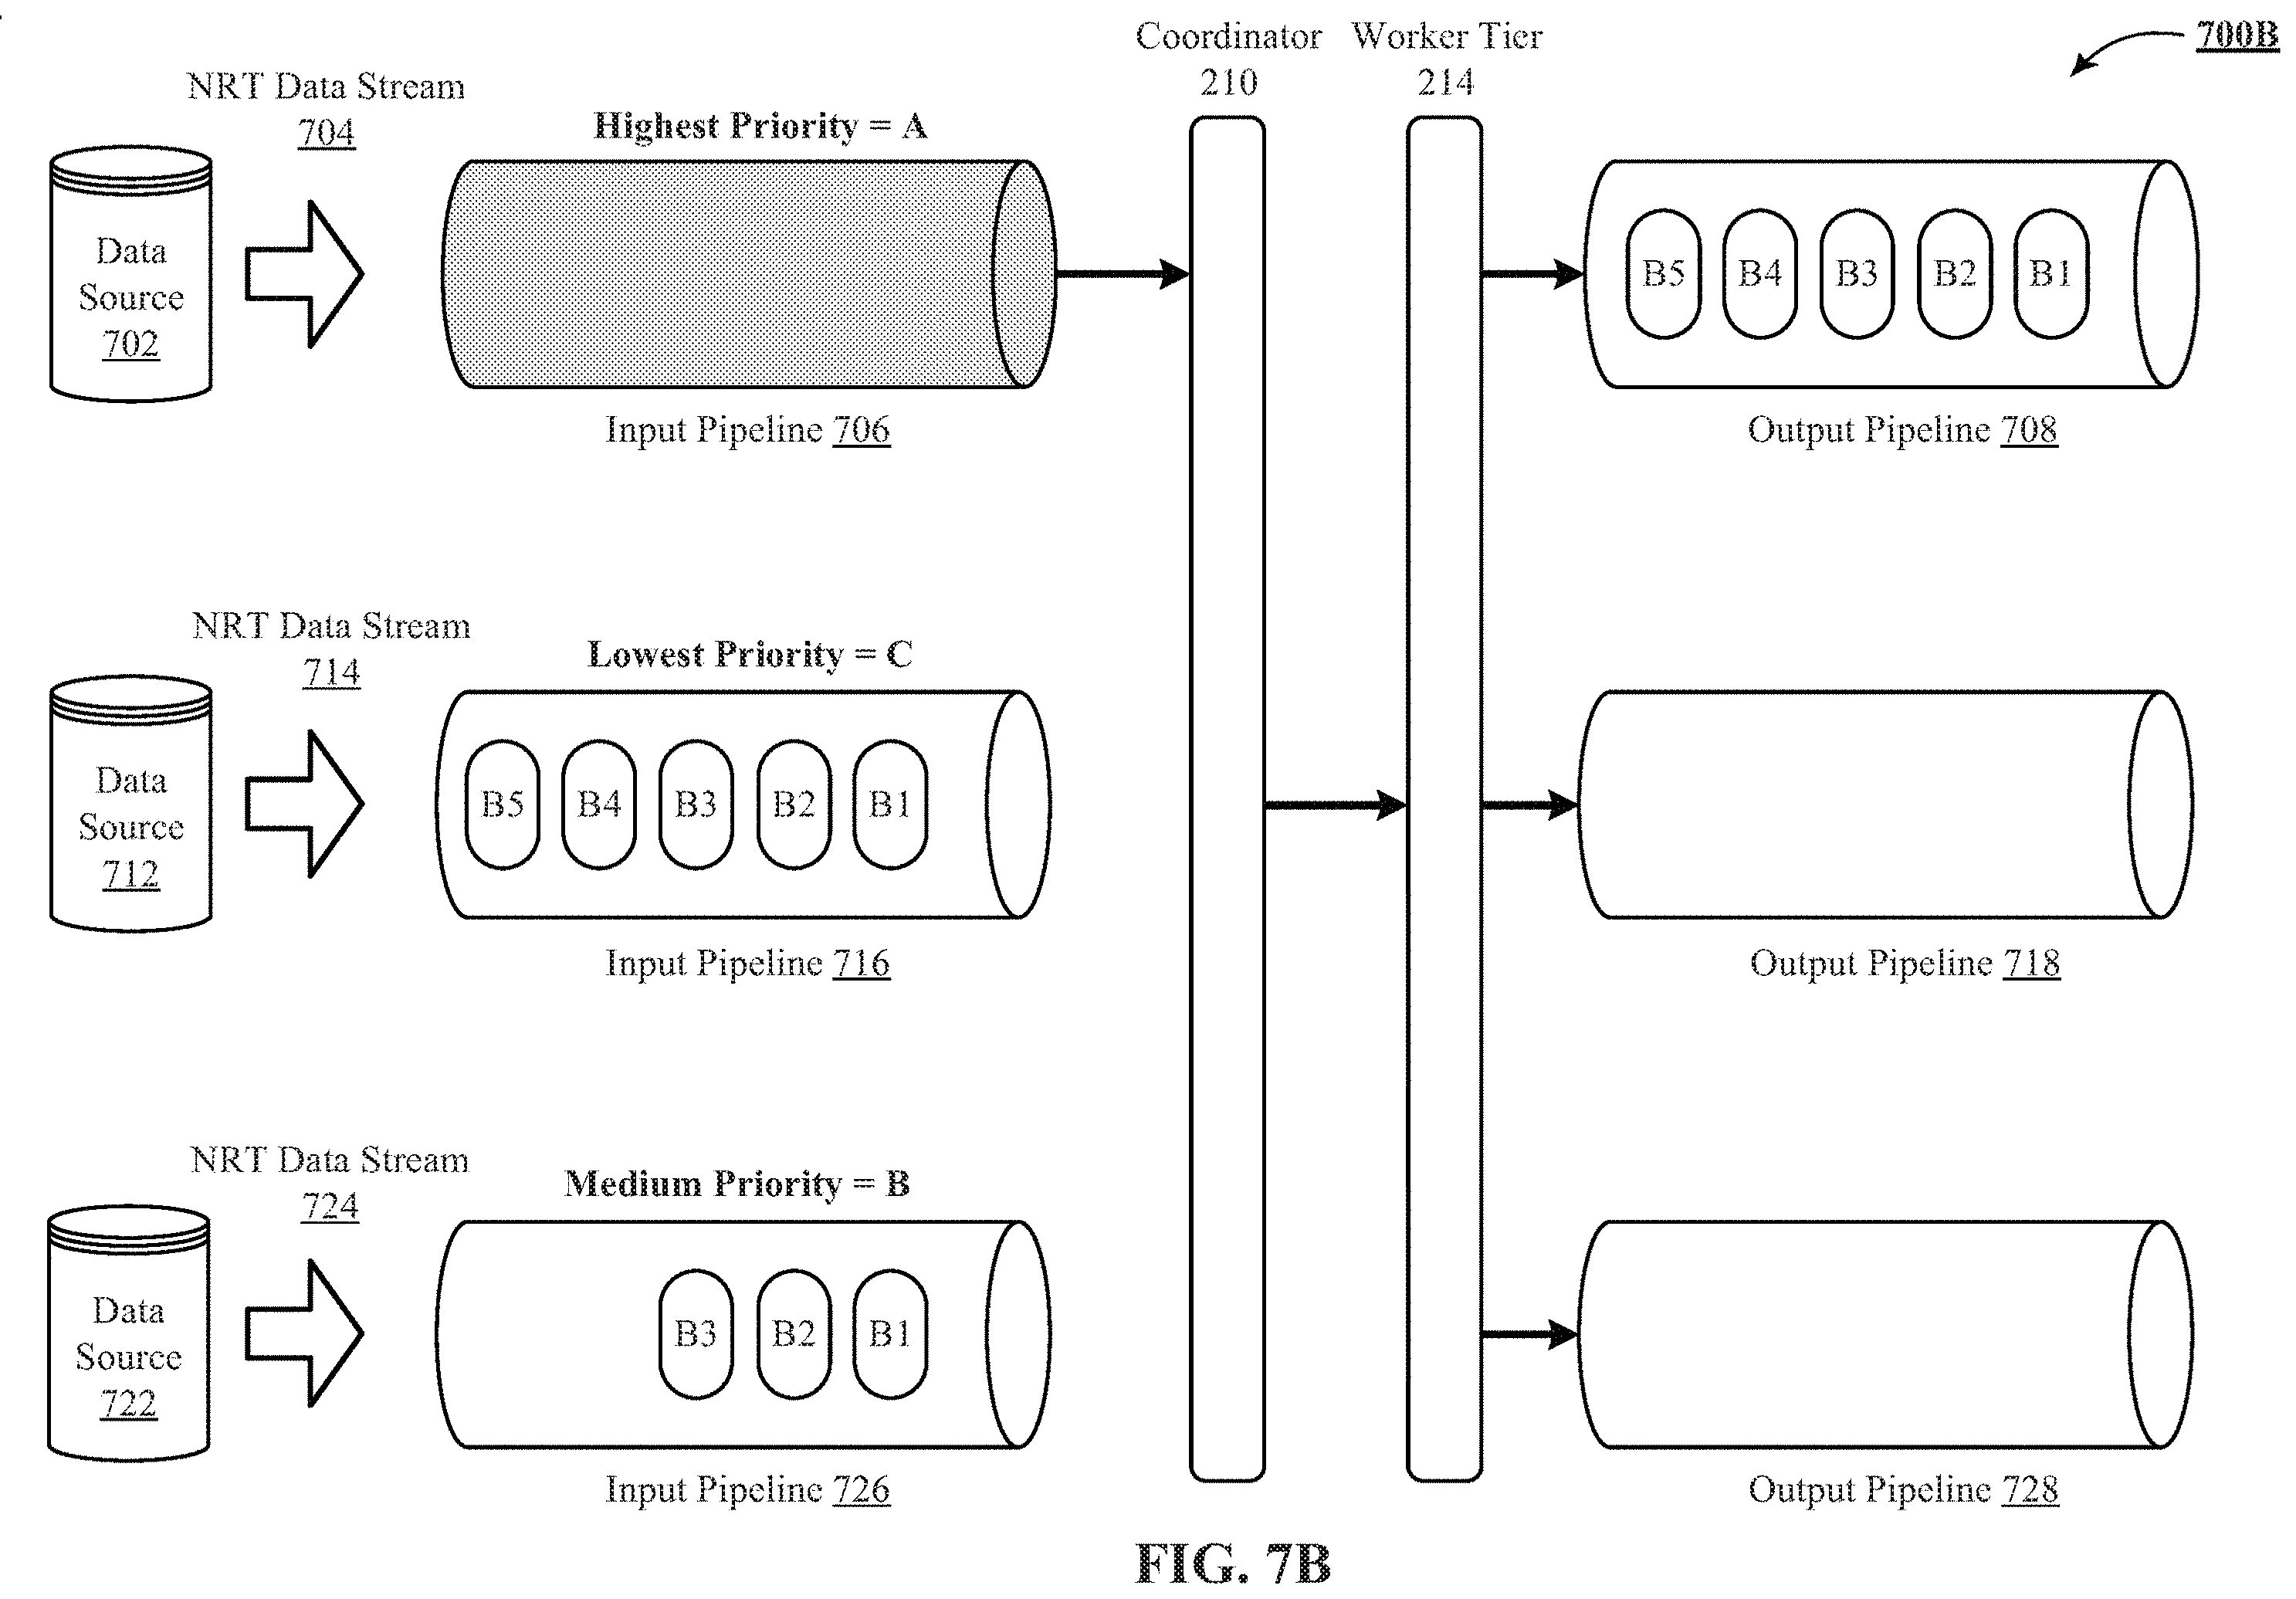 Coordinator
210
Worker Tier
214
700B
NRT Data Stream
704
Highest Priority = A
Data
Source
702
B5 B4 B3 B2 B1
Input Pipeline 706
Output Pipeline 708
NRT Data Stream
714
Lowest Priority = C
Data
Source
712
B5 B4 B3 B2 B1
Input Pipeline 716
Output Pipeline 718
NRT Data Stream
724
Medium Priority = B
Data
Source
722
B3 B2 B1
Input Pipeline 726
Output Pipeline 728
FIG. 7B